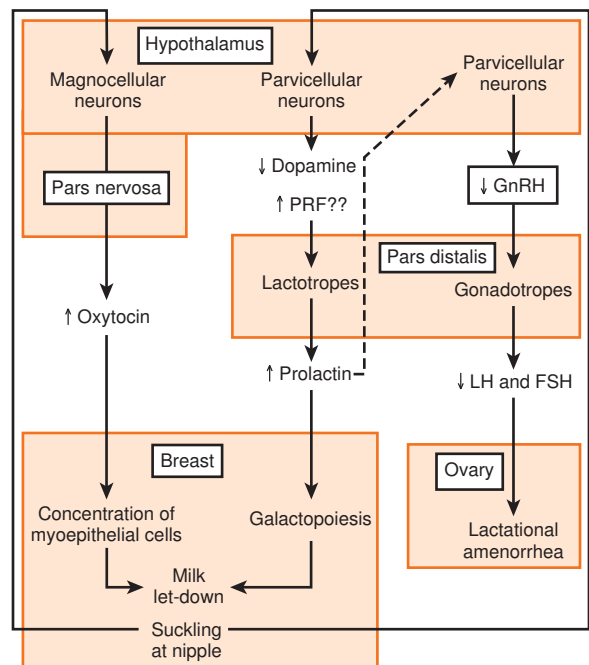 Hypothalamus
Magnocellular
neurons
Parvicellular
neurons
Parvicellular
neurons
↓ Dopamine
Pars nervosa
↓ GnRH
↑ PRF??
Pars distalis
Lactotropes
Gonadotropes
↑ Oxytocin
↑ Prolactin
↓ LH and FSH
Breast
Ovary
Concentration of
myoepithelial cells
Galactopoiesis
Lactational
amenorrhea
Milk
let-down
Suckling
at nipple